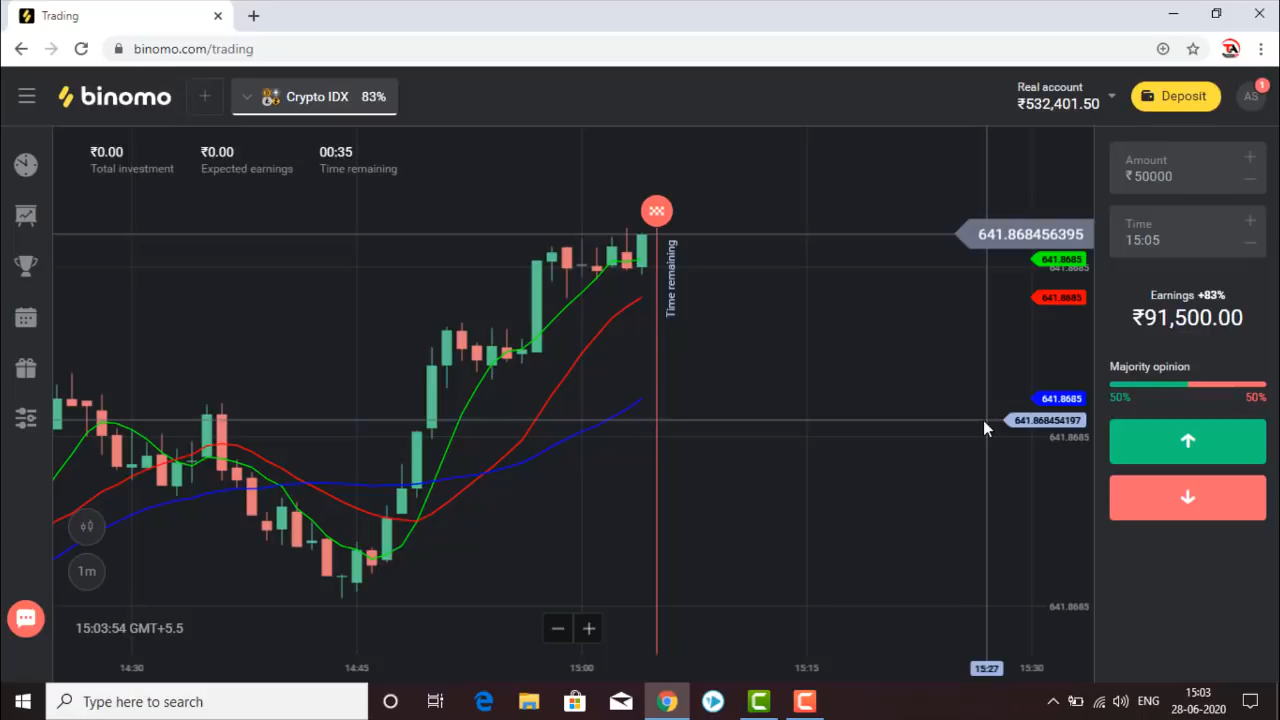 Trading
binomo.com/trading
binomo
Crypto IDX 83%
Real account
₹532,401.50
Deposit
AS
1
₹0.00
Total investment
₹0.00
Expected earnings
00:35
Time remaining
Amount
₹50000
Time
15:05
Earnings +83%
₹91,500.00
Majority opinion
50%
50%
641.868456395
641.8685
641.8685
641.8685
641.8685
641.868454197
641.8685
641.8685
Time remaining
1m
15:03:54 GMT+5.5
14:30
14:45
15:00
15:15
15:27
15:30
Type here to search
ENG
15:03
28-06-2020